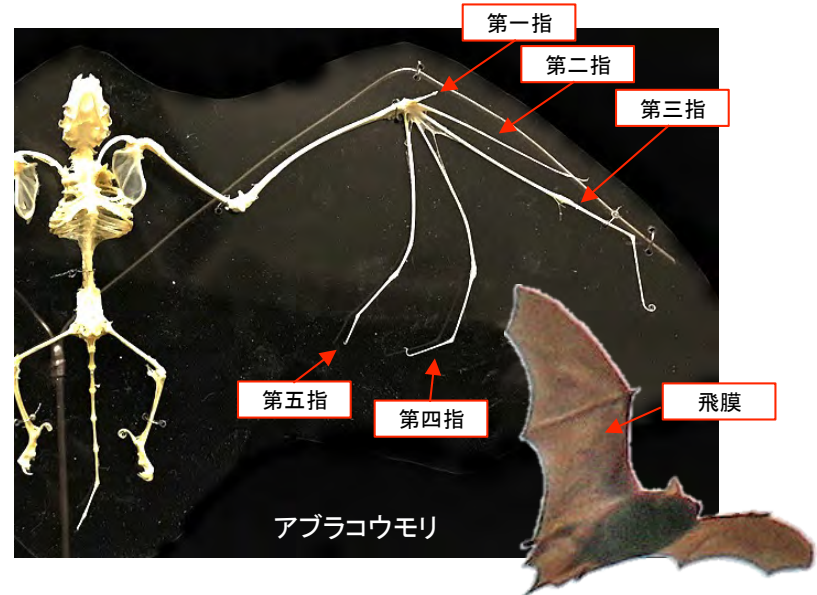 第一指
第二指
第三指
第五指
第四指
飛膜
アブラコウモリ